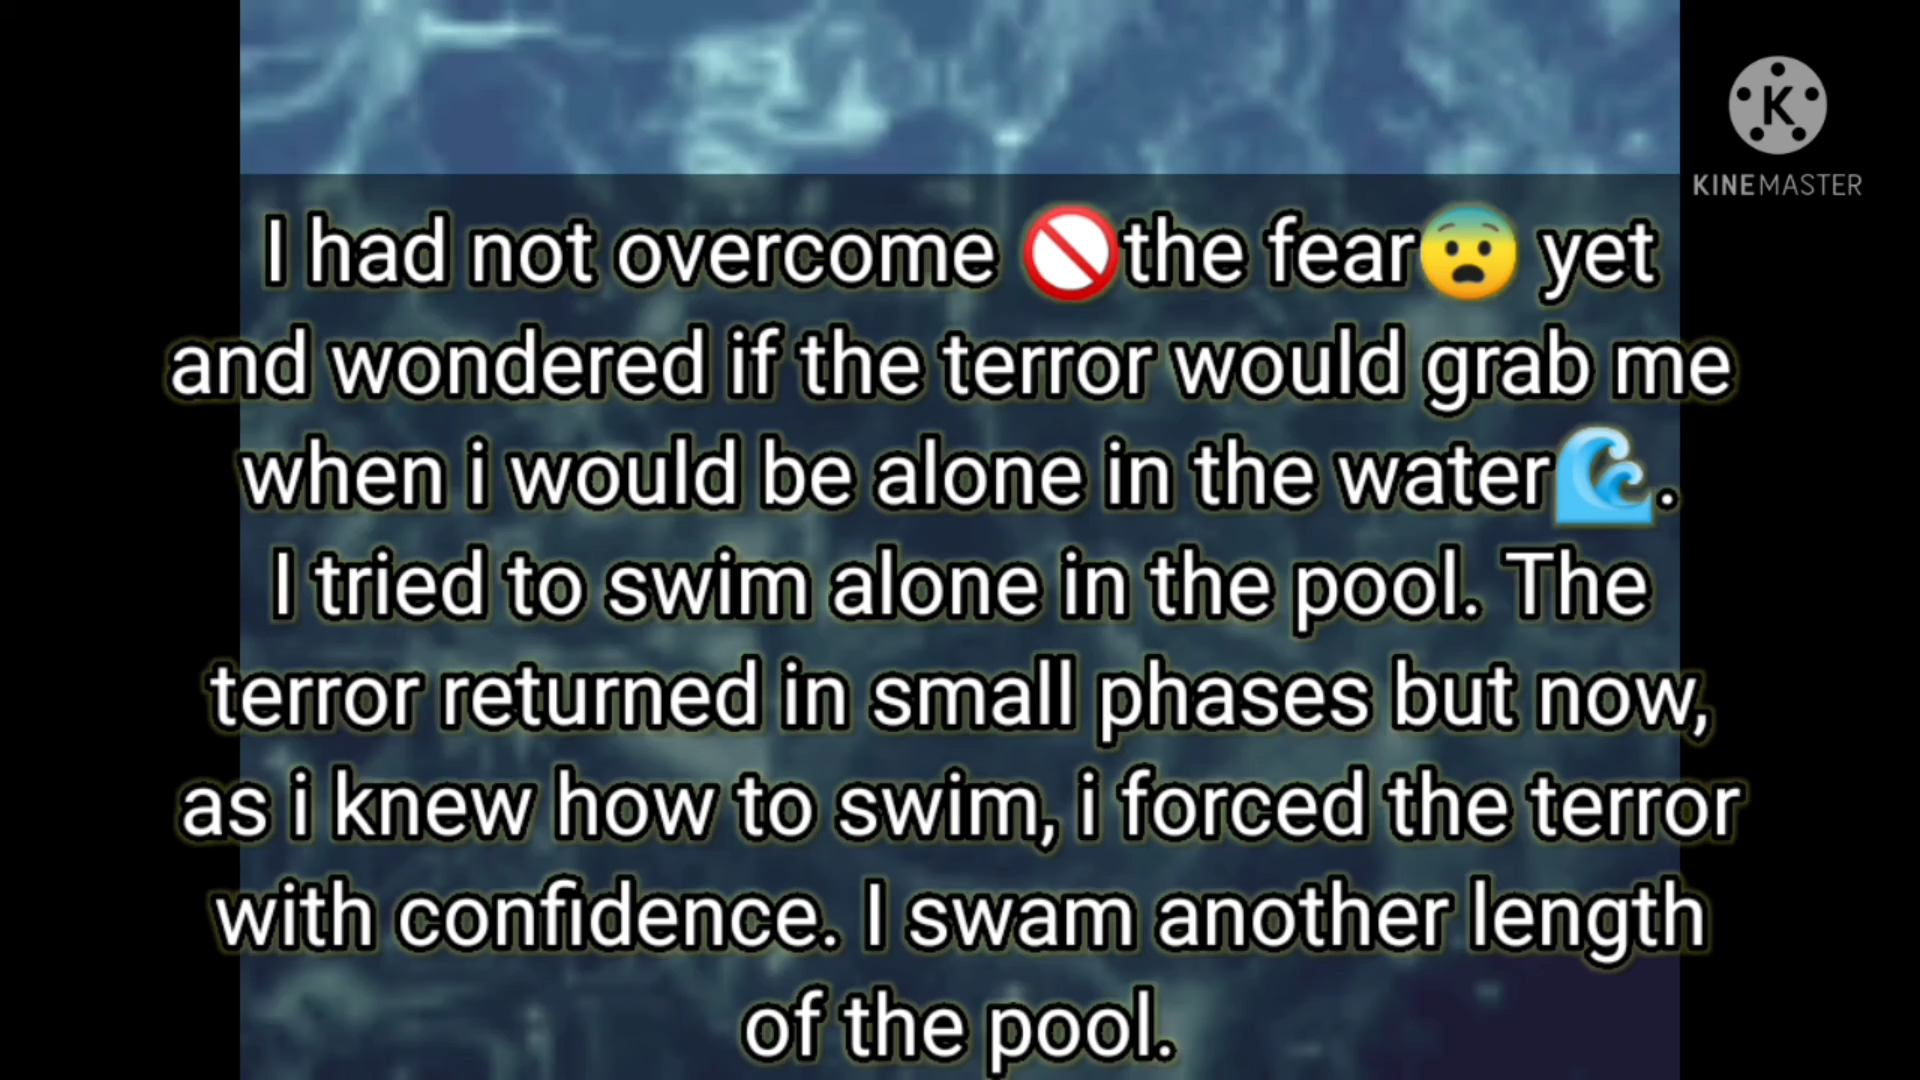 I had not overcome 🚫the fear😨 yet
and wondered if the terror would grab me
when i would be alone in the water🌊.
I tried to swim alone in the pool. The
terror returned in small phases but now,
as i knew how to swim, i forced the terror
with confidence. I swam another length
of the pool.
K
KINEMASTER